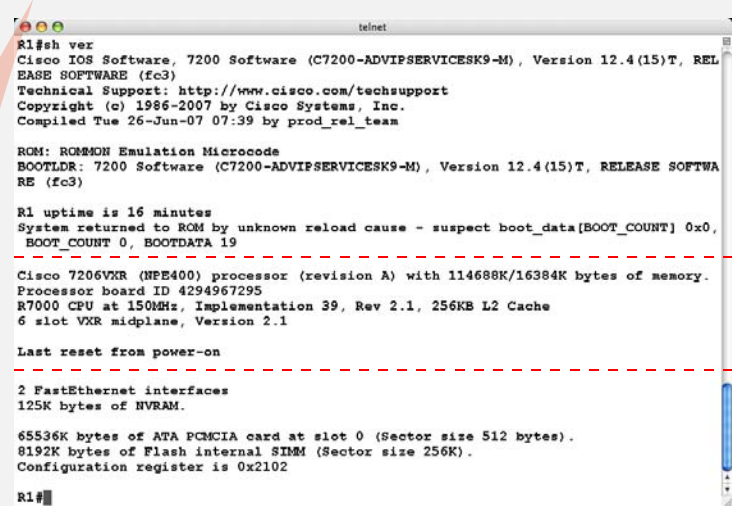 telnet
R1#sh ver
Cisco IOS Software, 7200 Software (C7200-ADVIPSERVICESK9-M), Version 12.4(15)T, REL
EASE SOFTWARE (fc3)
Technical Support: http://www.cisco.com/techsupport
Copyright (c) 1986-2007 by Cisco Systems, Inc.
Compiled Tue 26-Jun-07 07:39 by prod_rel_team
ROM: ROMMON Emulation Microcode
BOOTLDR: 7200 Software (C7200-ADVIPSERVICESK9-M), Version 12.4(15)T, RELEASE SOFTWA
RE (fc3)
R1 uptime is 16 minutes
System returned to ROM by unknown reload cause - suspect boot_data[BOOT_COUNT] 0x0,
BOOT_COUNT 0, BOOTDATA 19
Cisco 7206VXR (NPE400) processor (revision A) with 114688K/16384K bytes of memory.
Processor board ID 4294967295
R7000 CPU at 150MHz, Implementation 39, Rev 2.1, 256KB L2 Cache
6 slot VXR midplane, Version 2.1
Last reset from power-on
2 FastEthernet interfaces
125K bytes of NVRAM.
65536K bytes of ATA PCMCIA card at slot 0 (Sector size 512 bytes).
8192K bytes of Flash internal SIMM (Sector size 256K).
Configuration register is 0x2102
R1#